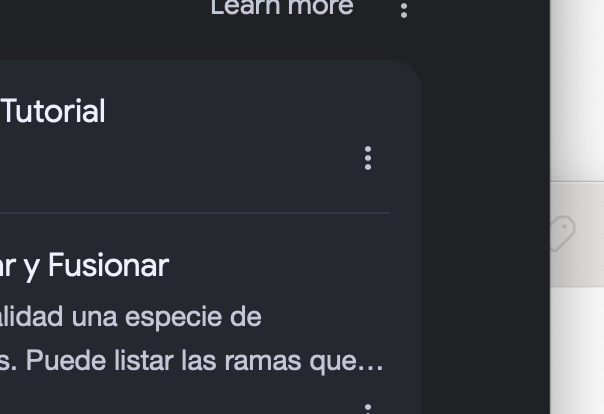 Learn more
Tutorial
ar y Fusionar
alidad una especie de
s. Puede listar las ramas que…